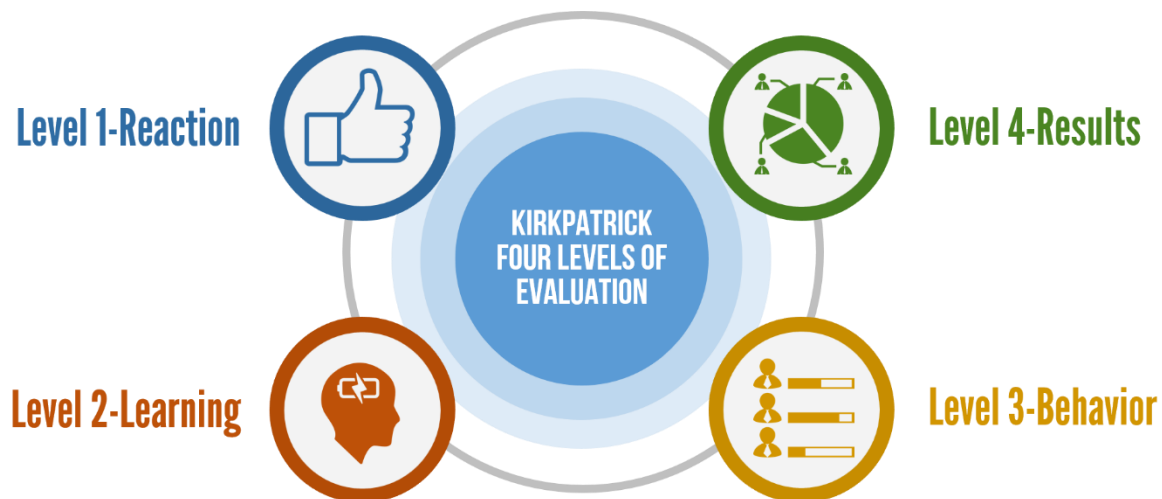 Level 1-Reaction
Level 4-Results
KIRKPATRICK
FOUR LEVELS OF
EVALUATION
Level 2-Learning
Level 3-Behavior